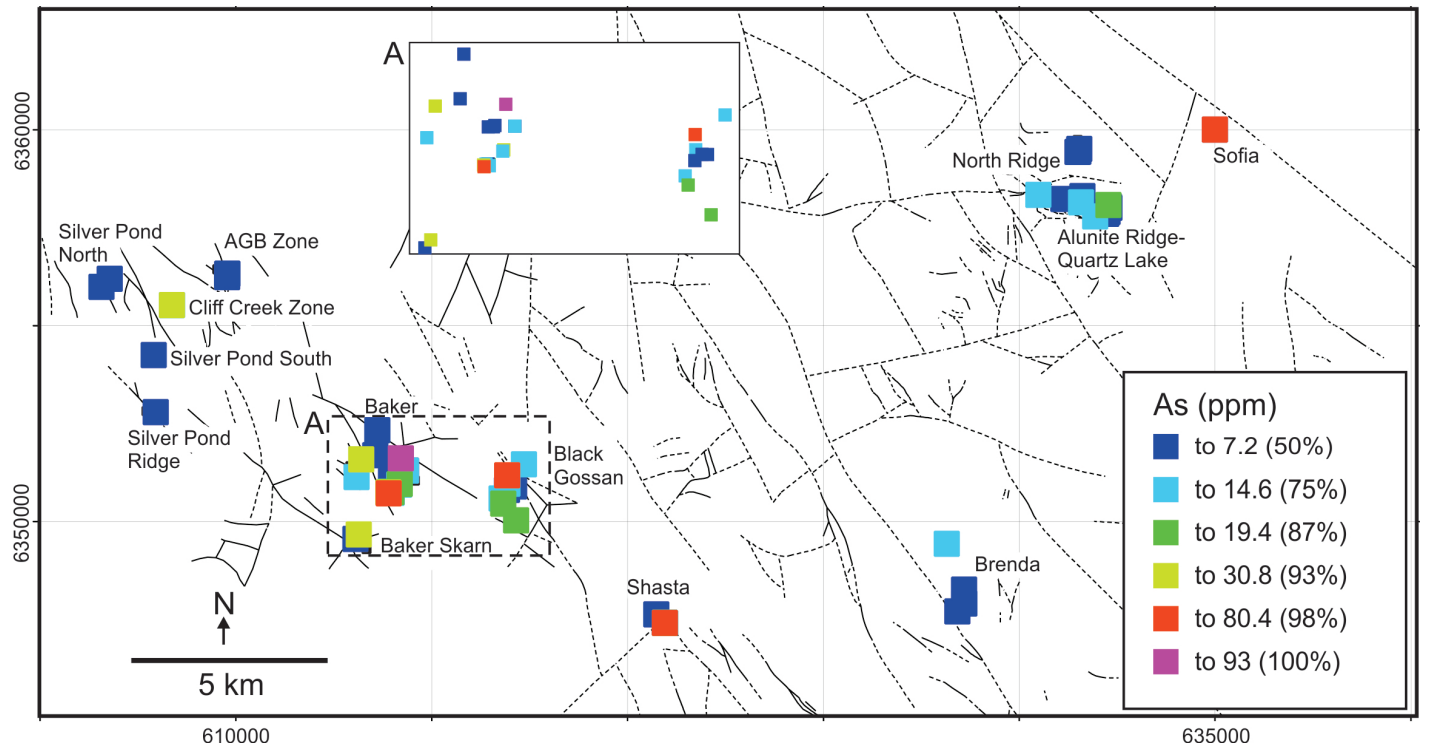 A
6360000
North Ridge
Sofia
Silver Pond
North
AGB Zone
Alunite Ridge-
Quartz Lake
Cliff Creek Zone
Silver Pond South
As (ppm)
to 7.2 (50%)
to 14.6 (75%)
to 19.4 (87%)
to 30.8 (93%)
to 80.4 (98%)
to 93 (100%)
Baker
A
Silver Pond
Ridge
Black
Gossan
6350000
Baker Skarn
Brenda
Shasta
N
5 km
610000
635000